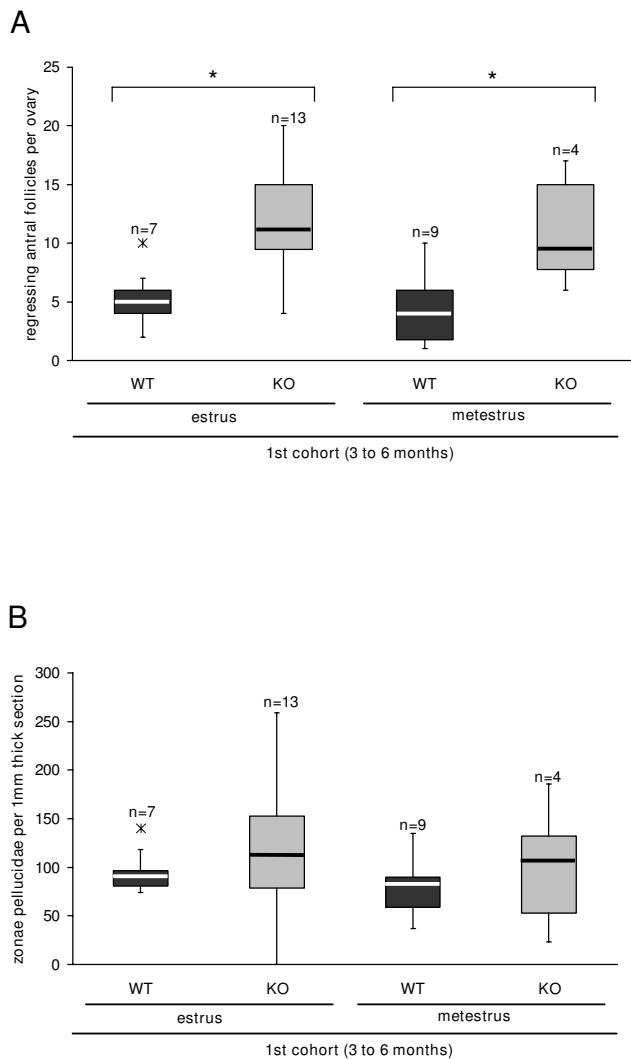 A
regressing antral follicles per ovary
25
20
15
10
5
0
*
*
n=7
n=13
n=9
n=4
WT
KO
WT
KO
estrus
metestrus
1st cohort (3 to 6 months)
B
zonae pellucidae per 1mm thick section
300
250
200
150
100
50
0
n=7
n=13
n=9
n=4
WT
KO
WT
KO
estrus
metestrus
1st cohort (3 to 6 months)